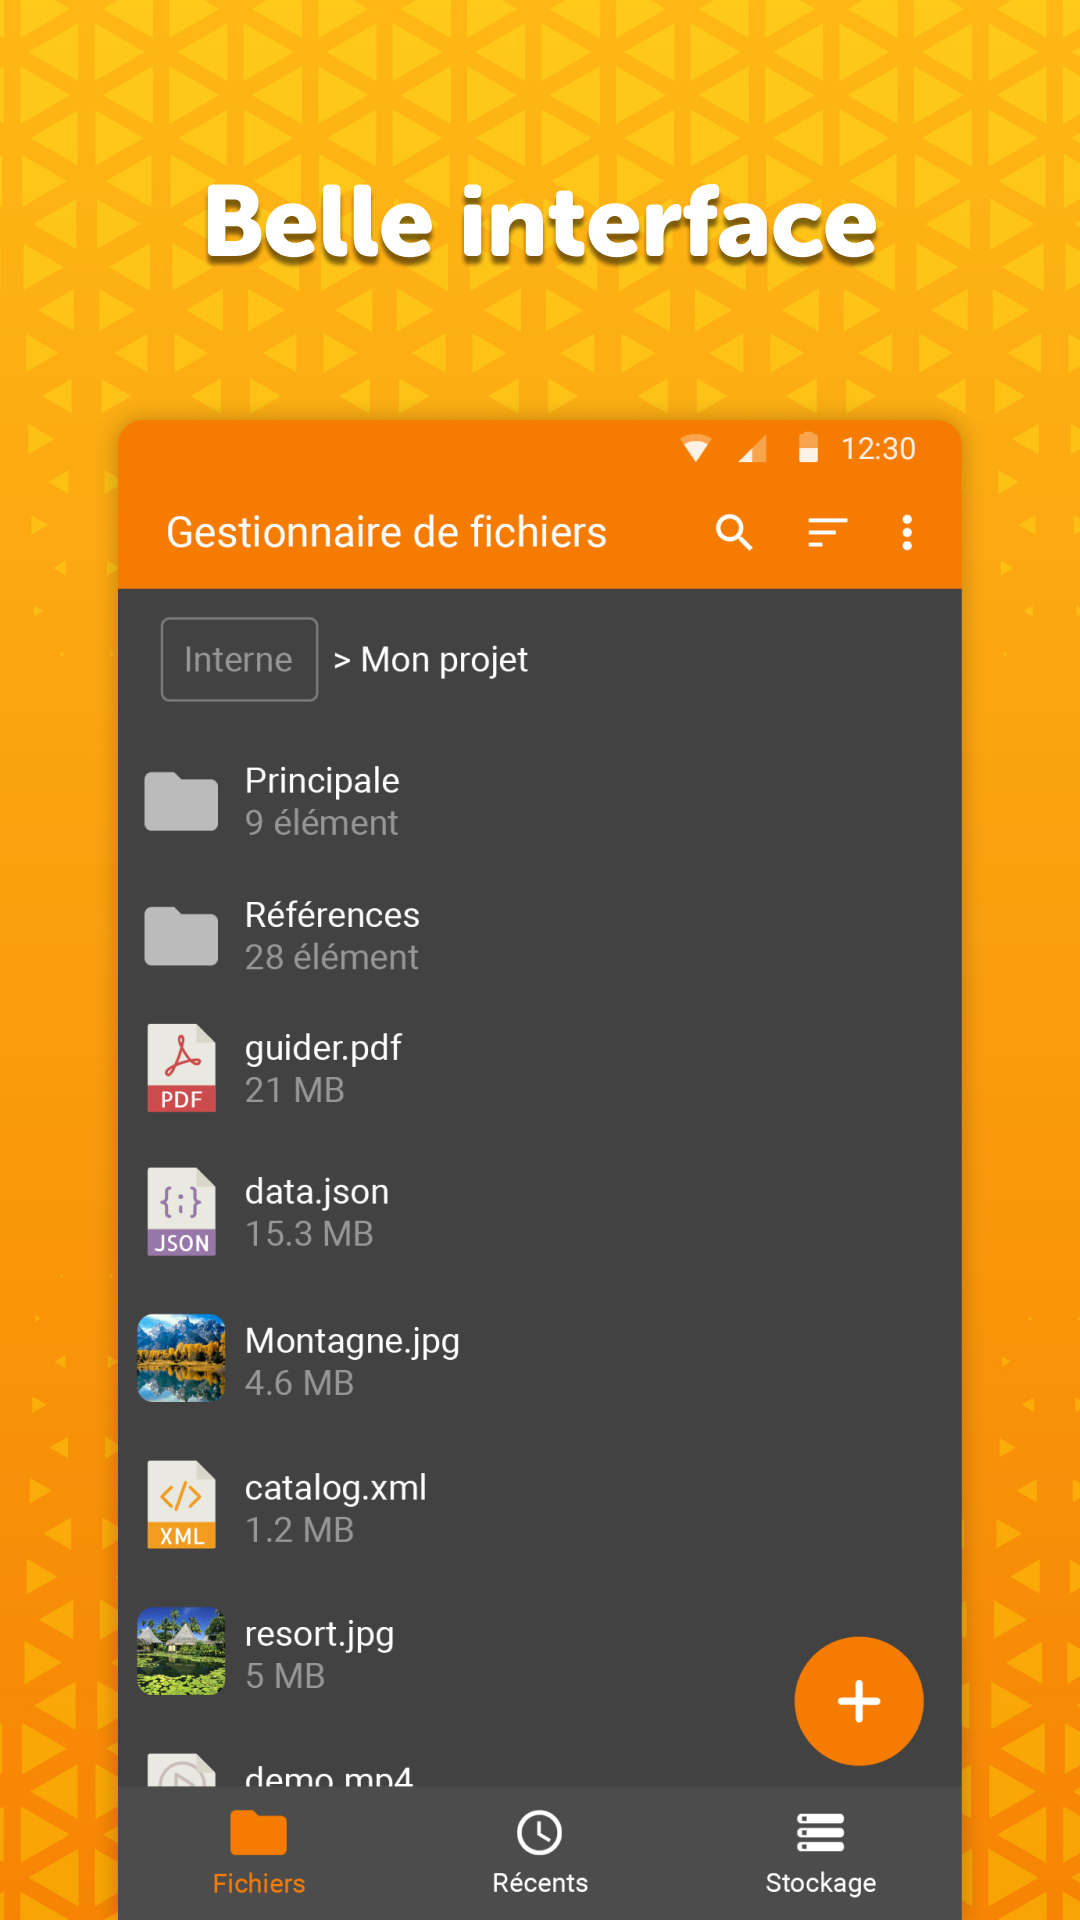 Belle interface
12:30
Gestionnaire de fichiers
Interne > Mon projet
Principale
9 élément
Références
28 élément
guider.pdf
21 MB
PDF
data.json
15.3 MB
JSON
Montagne.jpg
4.6 MB
catalog.xml
1.2 MB
XML
resort.jpg
5 MB
demo.mp4
Fichiers
Récents
Stockage